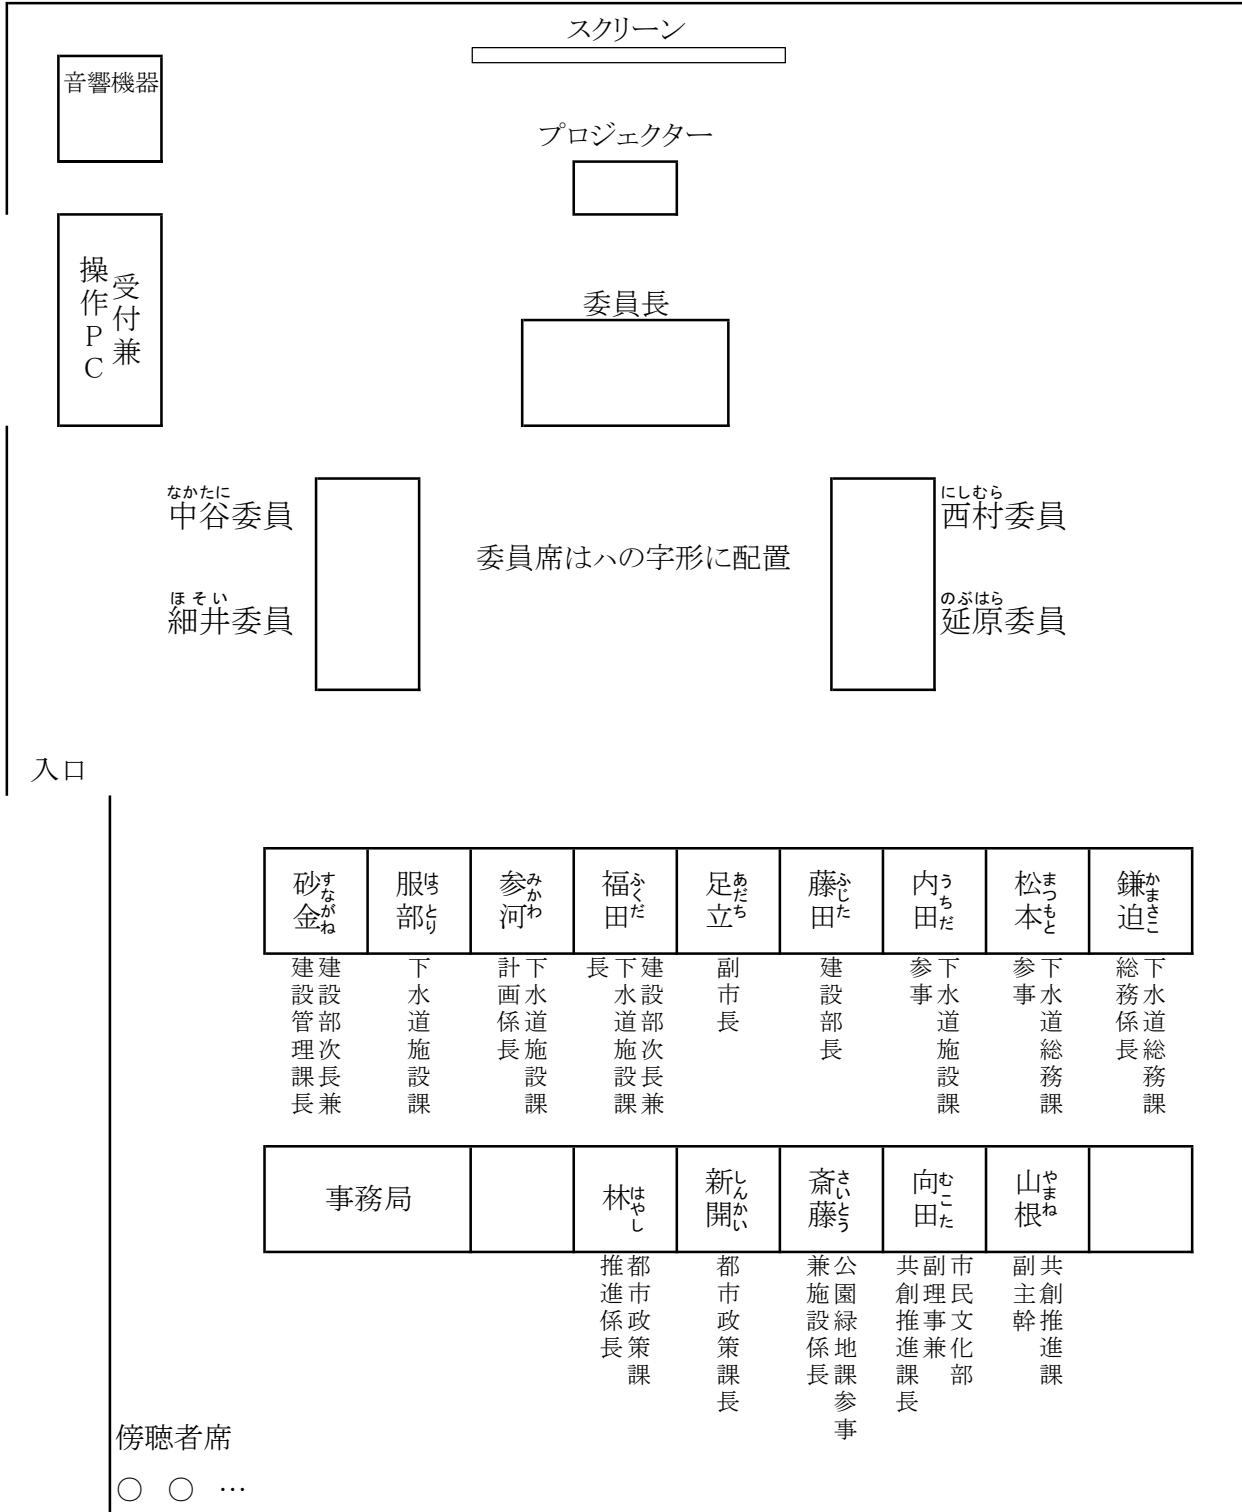 スクリーン
音響機器
プロジェクター
受付兼
操作PC
委員長
なかたに
中谷委員
にしむら
西村委員
委員席はハの字形に配置
ほそい
細井委員
のぶはら
延原委員
入口
砂金
すながね
服部
はっとり
参河
みかわ
福田
ふくだ
足立
あだち
藤田
ふじた
内田
うちだ
松本
まつもと
鎌迫
かまさこ
建設部次長兼
建設管理課長
下水道施設課
下水道施設課
計画係長
建設部次長兼
下水道施設課
長
副市長
建設部長
下水道施設課
参事
下水道総務課
参事
下水道総務課
総務係長
事務局
林
はやし
新開
しんかい
斎藤
さいとう
向田
むこた
山根
やまね
都市政策課
推進係長
都市政策課長
公園緑地課参事
兼施設係長
市民文化部
副理事兼
共創推進課長
共創推進課
副主幹
傍聴者席
○ ○ …